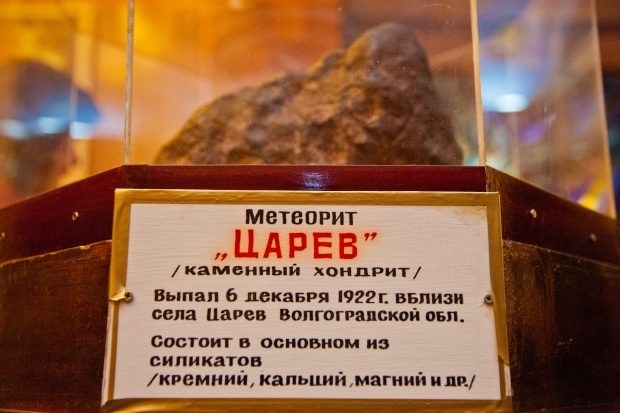 Метеорит
„Царев”
/каменный хондрит/
Выпал 6 декабря 1922г. вблизи
села Царев Волгоградской обл.
Состоит в основном из
силикатов
/кремний, кальций, магний и др./